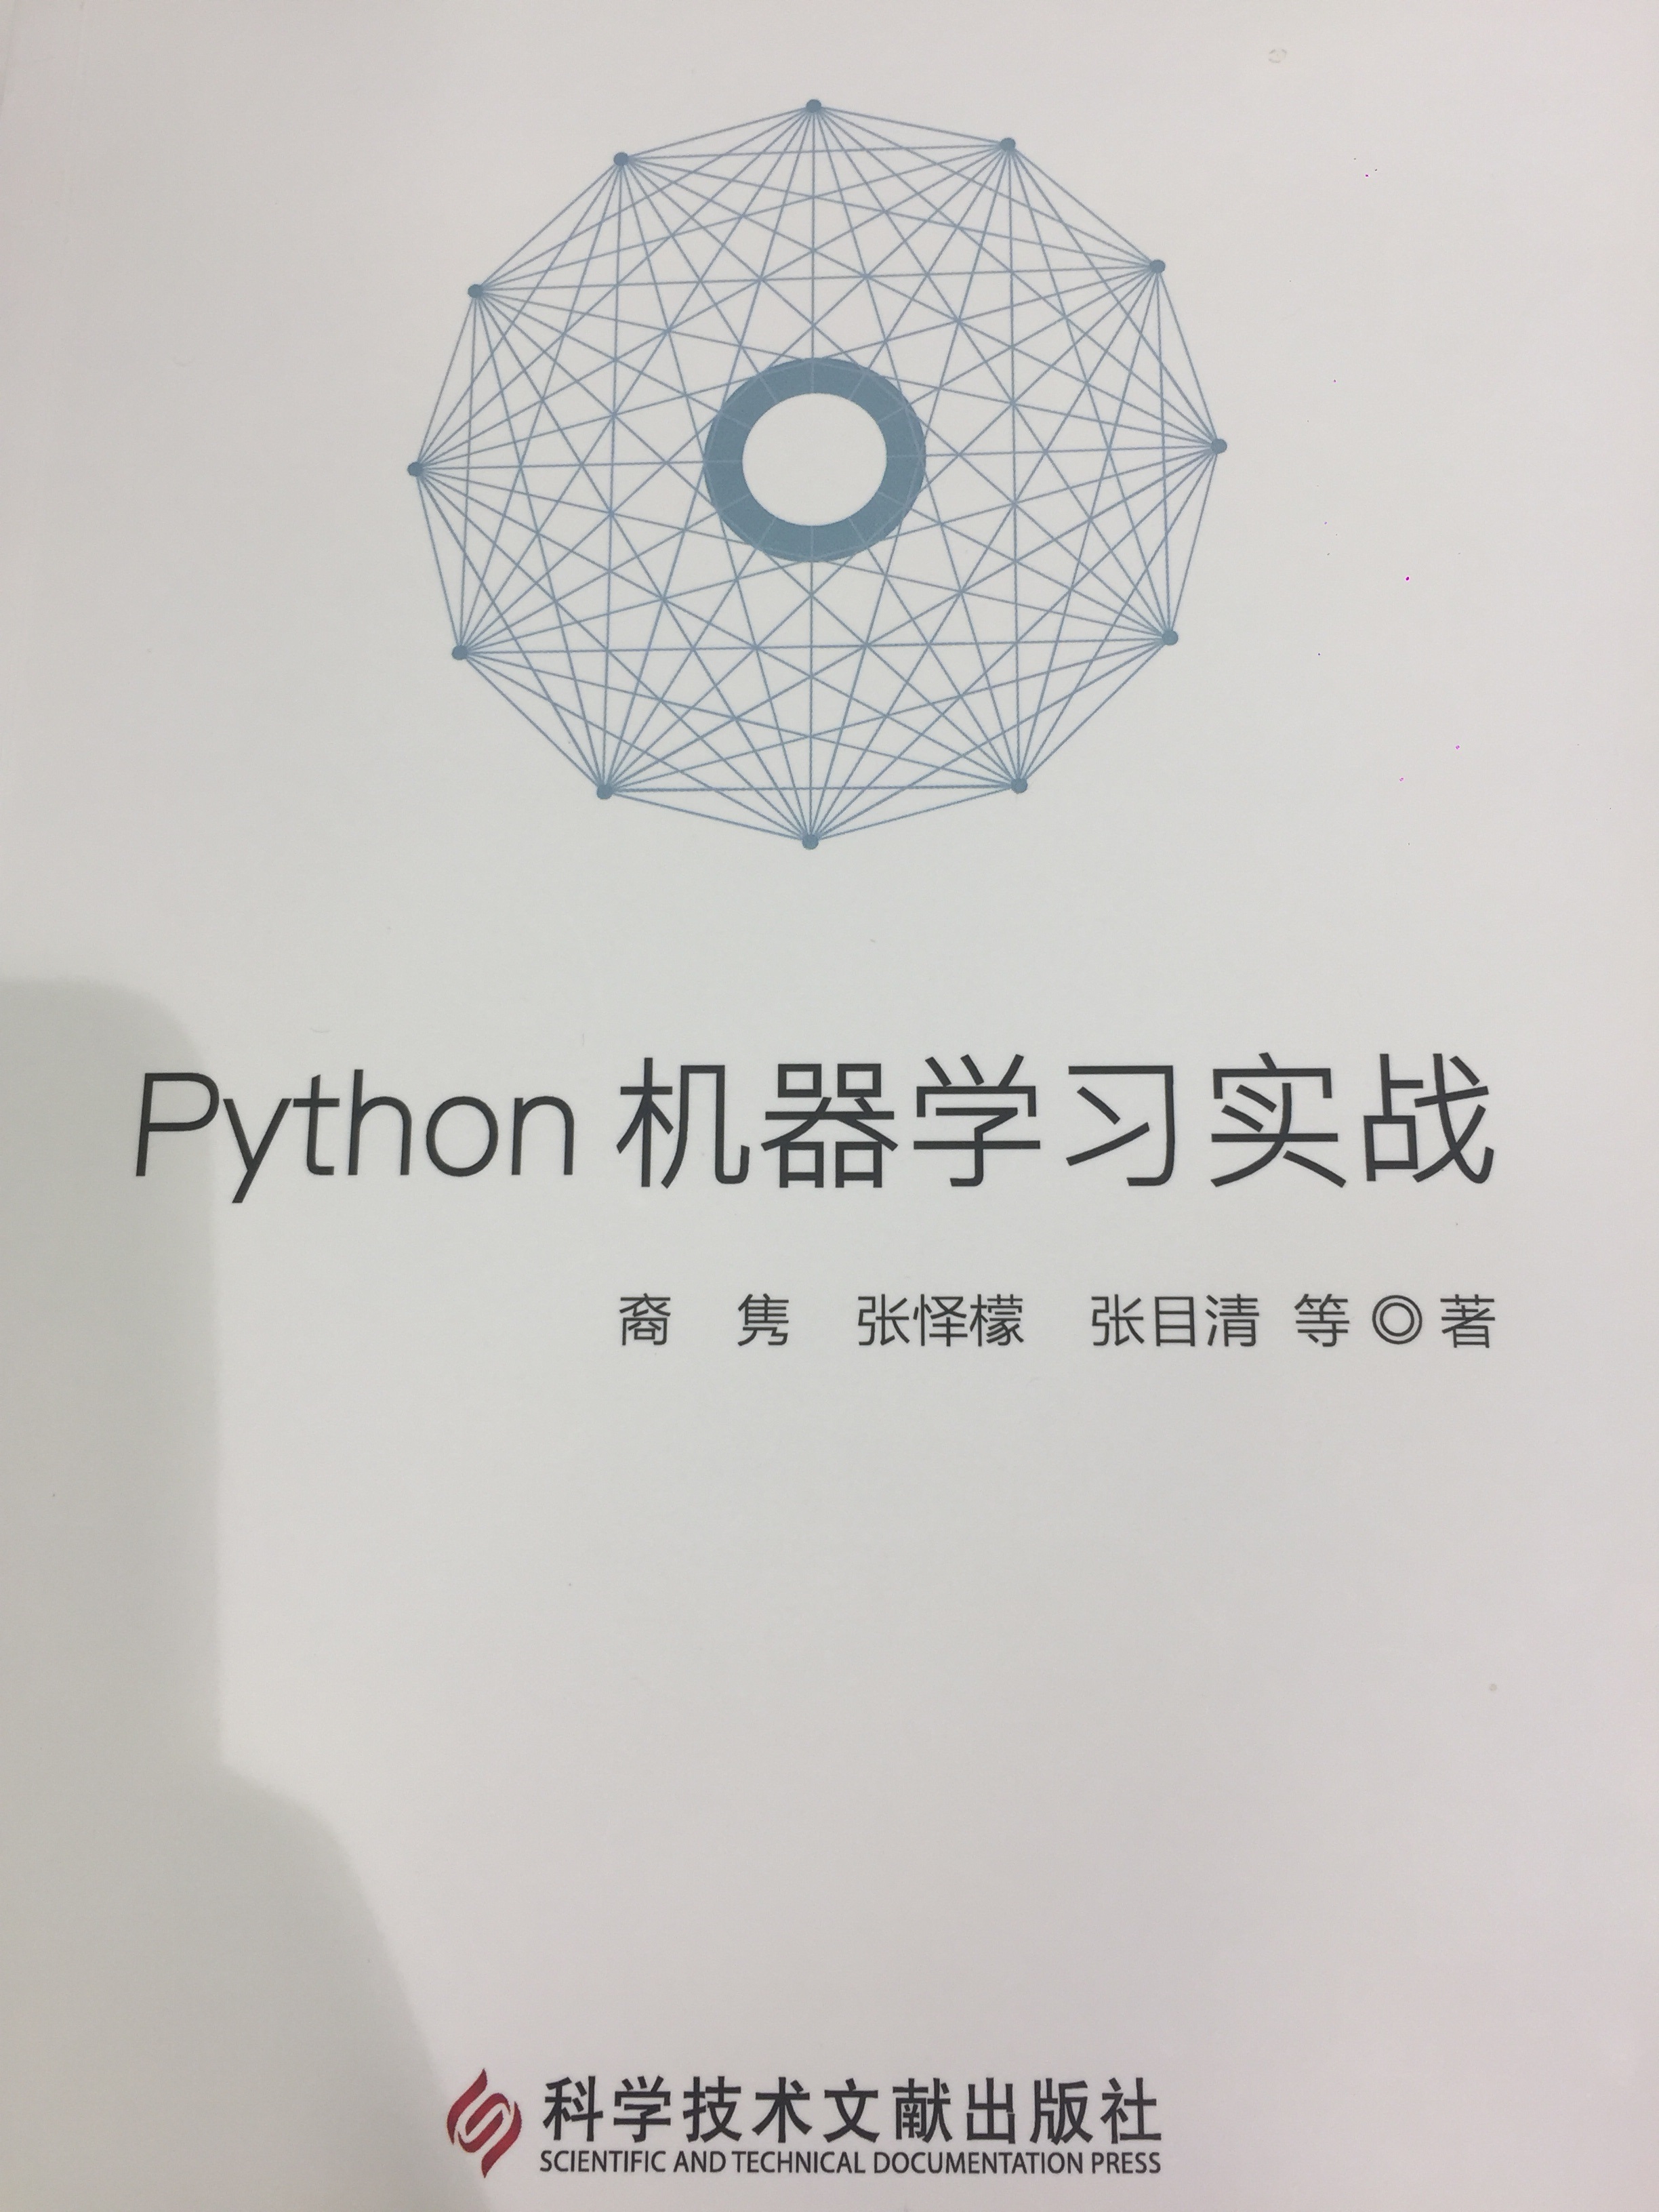 Python 机器学习实战
裔 隽 张怿檬 张目清 等◎著
科学技术文献出版社
SCIENTIFIC AND TECHNICAL DOCUMENTATION PRESS